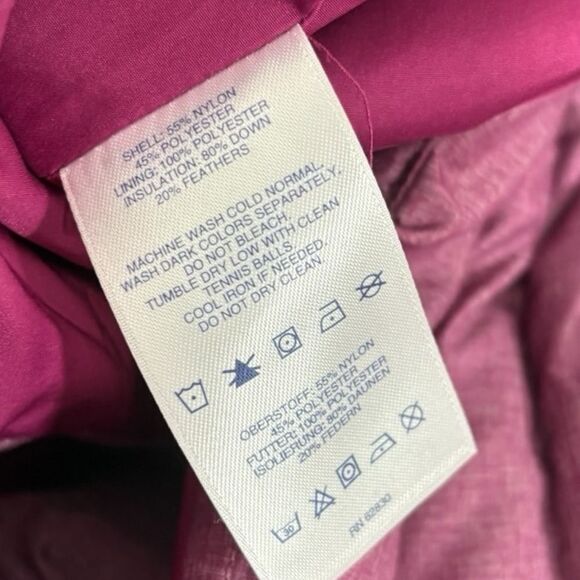 SHELL: 55% NYLON
45% POLYESTER
LINING: 100% POLYESTER
INSULATION: 80% DOWN
20% FEATHERS
MACHINE WASH COLD NORMAL.
WASH DARK COLORS SEPARATELY.
DO NOT BLEACH.
TUMBLE DRY LOW WITH CLEAN
TENNIS BALLS.
COOL IRON IF NEEDED.
DO NOT DRY CLEAN
OBERSTOFF: 55% NYLON
45% POLYESTER
FUTTER: 100% POLYESTER
ISOLIERUNG: 80% DAUNEN
20% FEDERN
30
RN 62830